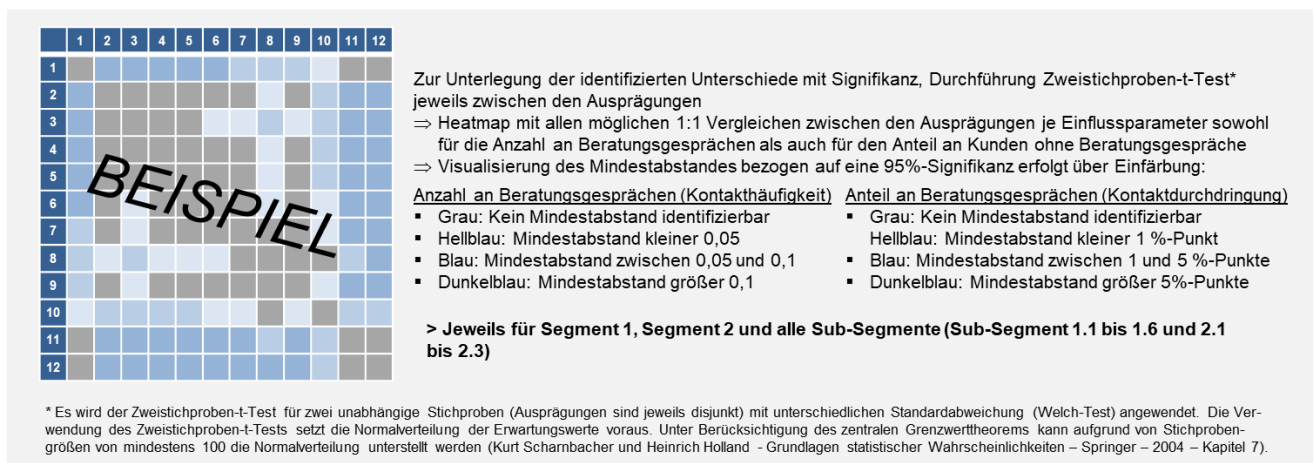 1 2 3 4 5 6 7 8 9 10 11 12
1
2
3
4
5
6
7
8
9
10
11
12
BEISPIEL
Zur Unterlegung der identifizierten Unterschiede mit Signifikanz, Durchführung Zweistichproben-t-Test*
jeweils zwischen den Ausprägungen
⇒ Heatmap mit allen möglichen 1:1 Vergleichen zwischen den Ausprägungen je Einflussparameter sowohl
für die Anzahl an Beratungsgesprächen als auch für den Anteil an Kunden ohne Beratungsgespräche
⇒ Visualisierung des Mindestabstandes bezogen auf eine 95%-Signifikanz erfolgt über Einfärbung:
Anzahl an Beratungsgesprächen (Kontakthäufigkeit)
▪ Grau: Kein Mindestabstand identifizierbar
▪ Hellblau: Mindestabstand kleiner 0,05
▪ Blau: Mindestabstand zwischen 0,05 und 0,1
▪ Dunkelblau: Mindestabstand größer 0,1
Anteil an Beratungsgesprächen (Kontaktdurchdringung)
▪ Grau: Kein Mindestabstand identifizierbar
Hellblau: Mindestabstand kleiner 1 %-Punkt
▪ Blau: Mindestabstand zwischen 1 und 5 %-Punkte
▪ Dunkelblau: Mindestabstand größer 5%-Punkte
> Jeweils für Segment 1, Segment 2 und alle Sub-Segmente (Sub-Segment 1.1 bis 1.6 und 2.1
bis 2.3)
* Es wird der Zweistichproben-t-Test für zwei unabhängige Stichproben (Ausprägungen sind jeweils disjunkt) mit unterschiedlichen Standardabweichung (Welch-Test) angewendet. Die Ver-
wendung des Zweistichproben-t-Tests setzt die Normalverteilung der Erwartungswerte voraus. Unter Berücksichtigung des zentralen Grenzwerttheorems kann aufgrund von Stichproben-
größen von mindestens 100 die Normalverteilung unterstellt werden (Kurt Scharnbacher und Heinrich Holland - Grundlagen statistischer Wahrscheinlichkeiten – Springer – 2004 – Kapitel 7).